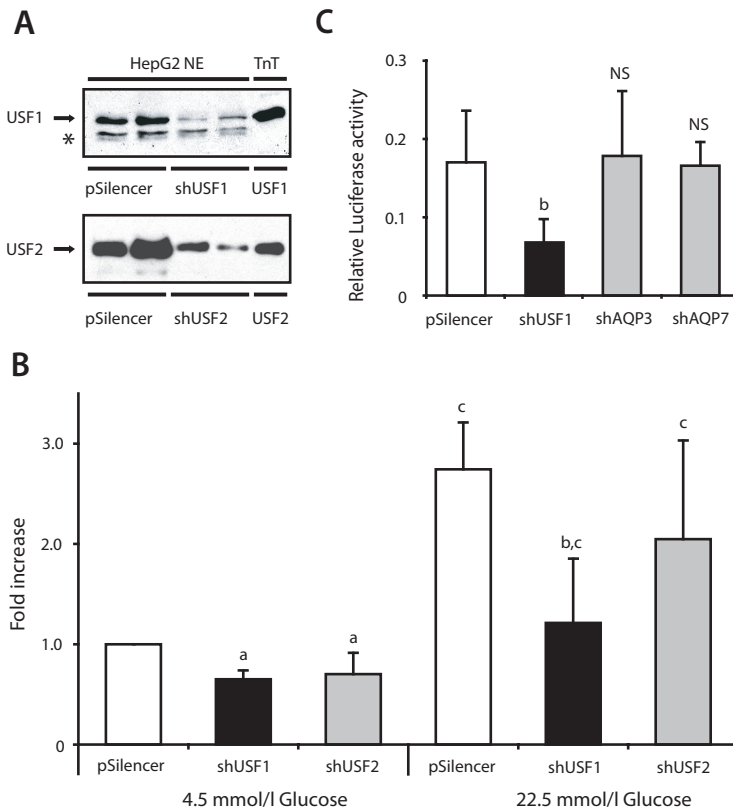 A
HepG2 NE TnT
USF1
*
pSilencer shUSF1 USF1
USF2
pSilencer shUSF2 USF2
C
Relative Luciferase activity
0.3
0.2
0.1
0
b
NS
NS
pSilencer shUSF1 shAQP3 shAQP7
B
Fold increase
3.0
2.0
1.0
0
a
a
c
b,c
c
pSilencer shUSF1 shUSF2 pSilencer shUSF1 shUSF2
4.5 mmol/l Glucose 22.5 mmol/l Glucose